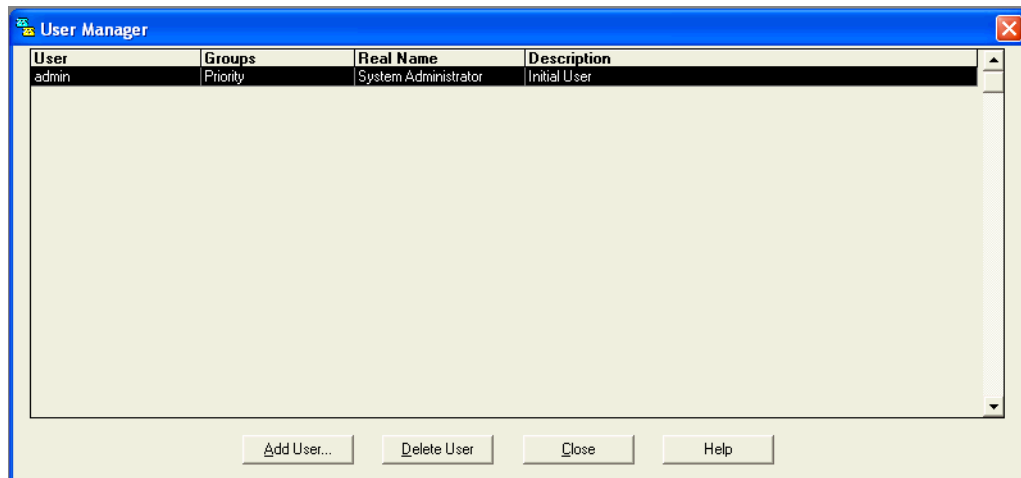 User Manager
User Groups Real Name Description
admin Priority System Administrator Initial User
Add User... Delete User Close Help